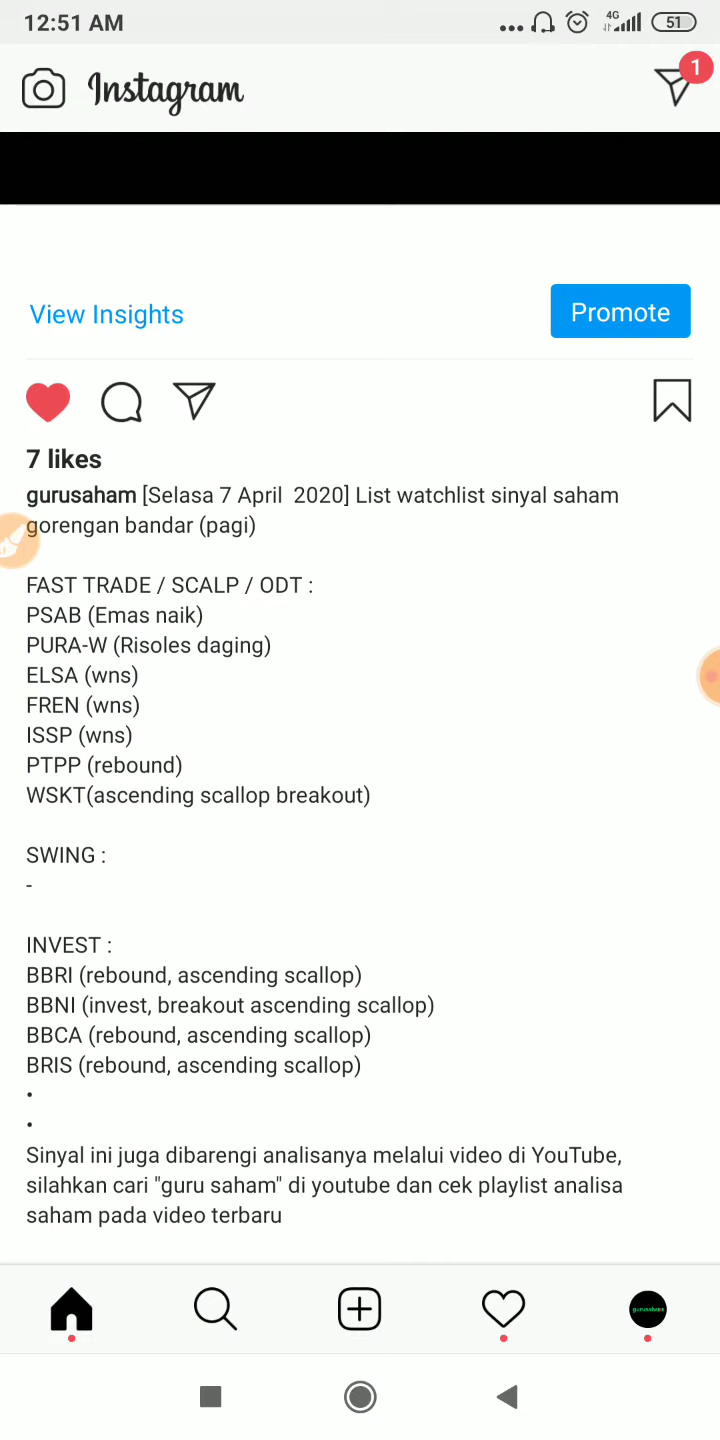 12:51 AM
4G
51
Instagram
1
View Insights
Promote
7 likes
gurusaham [Selasa 7 April  2020] List watchlist sinyal saham
gorengan bandar (pagi)
FAST TRADE / SCALP / ODT :
PSAB (Emas naik)
PURA-W (Risoles daging)
ELSA (wns)
FREN (wns)
ISSP (wns)
PTPP (rebound)
WSKT(ascending scallop breakout)
SWING :
-
INVEST :
BBRI (rebound, ascending scallop)
BBNI (invest, breakout ascending scallop)
BBCA (rebound, ascending scallop)
BRIS (rebound, ascending scallop)
•
•
Sinyal ini juga dibarengi analisanya melalui video di YouTube,
silahkan cari "guru saham" di youtube dan cek playlist analisa
saham pada video terbaru
gurusaham